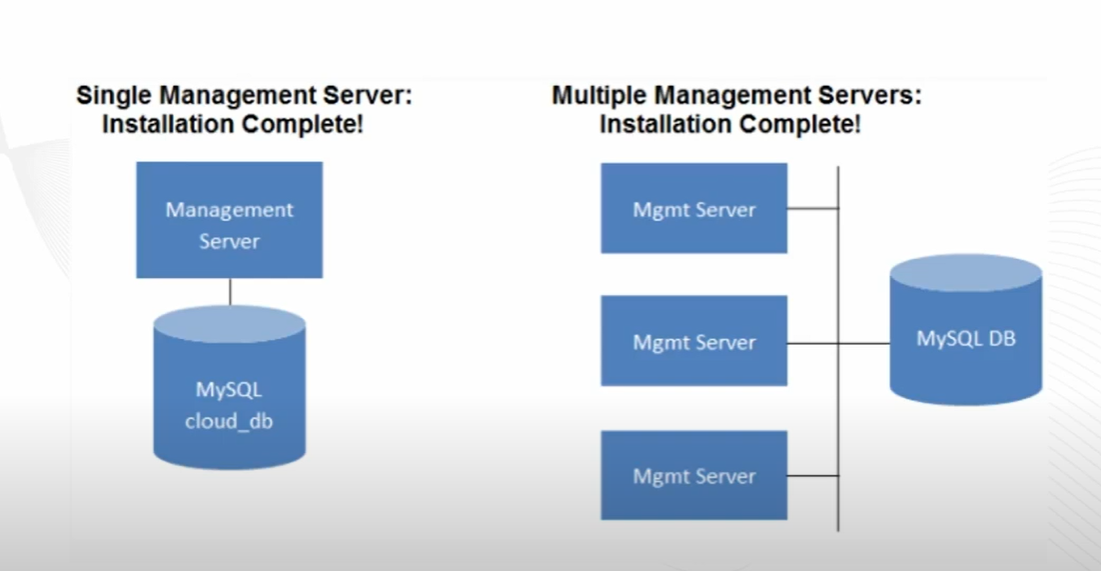 Single Management Server:
Installation Complete!
Management
Server
MySQL
cloud_db
Multiple Management Servers:
Installation Complete!
Mgmt Server
Mgmt Server
Mgmt Server
MySQL DB